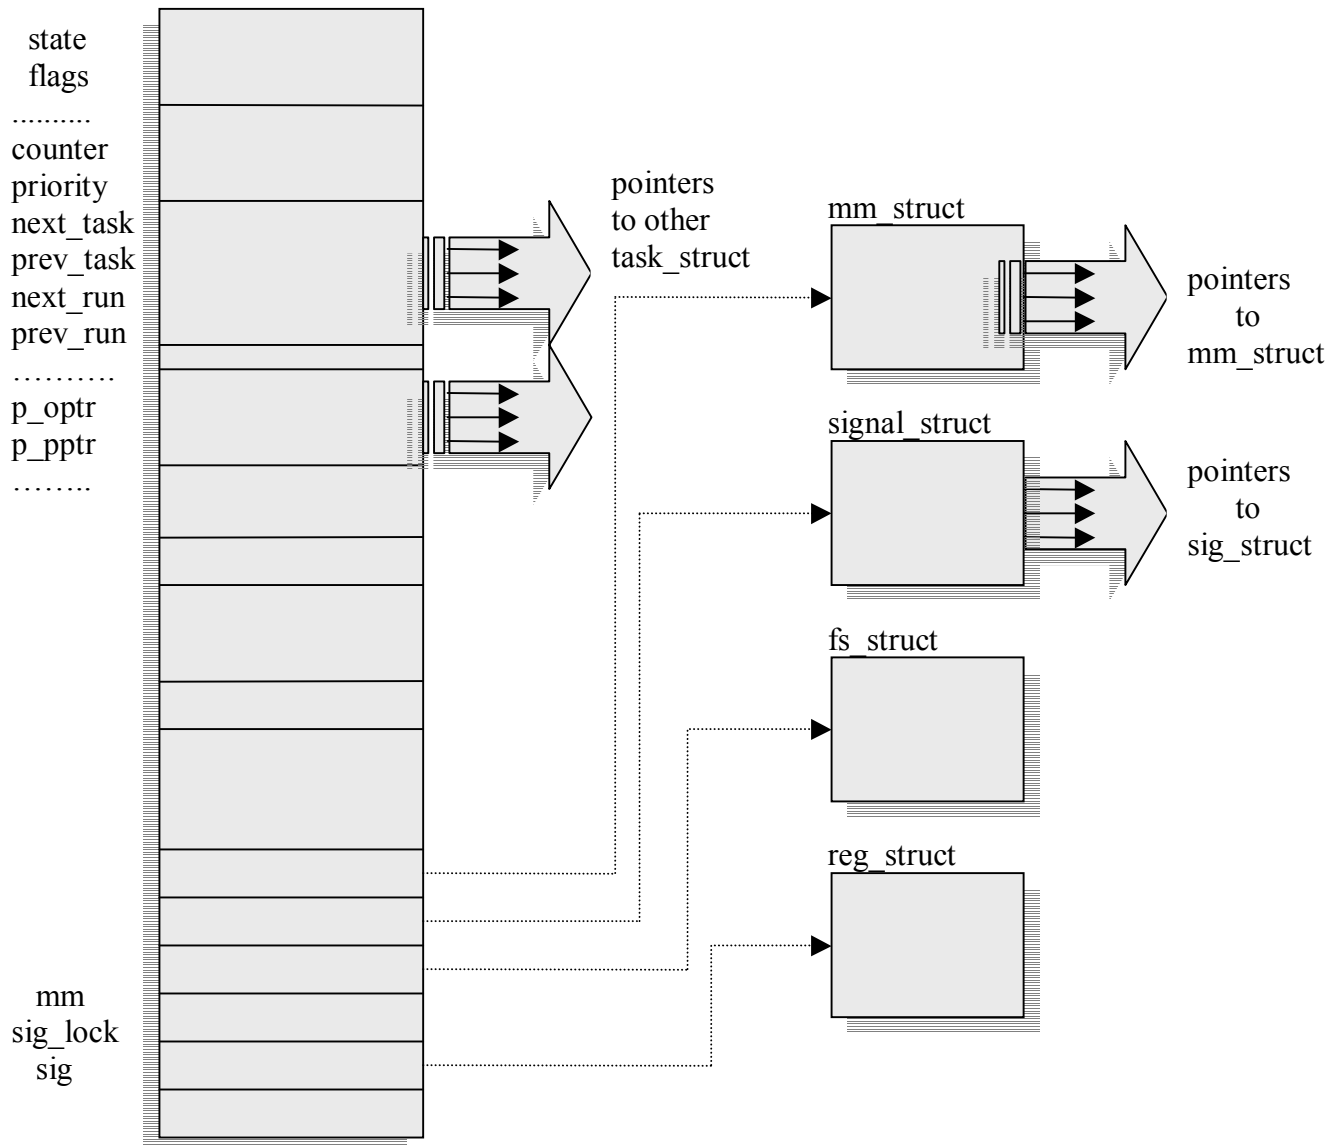 state
flags
..........
counter
priority
next_task
prev_task
next_run
prev_run
……….
p_optr
p_pptr
……..
mm
sig_lock
sig
pointers
to other
task_struct
mm_struct
pointers
to
mm_struct
signal_struct
pointers
to
sig_struct
fs_struct
reg_struct